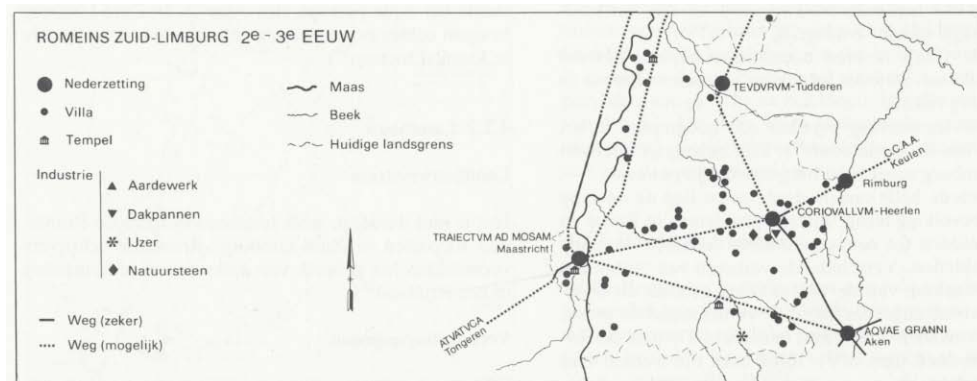 ROMEINS ZUID-LIMBURG 2e - 3e EEUW
Nederzetting
Villa
Tempel
Industrie
Aardewerk
Dakpannen
IJzer
Natuursteen
Weg (zeker)
Weg (mogelijk)
Maas
Beek
Huidige landsgrens
TEVDVRVM-Tudderen
C.C.A.A.
Keulen
Rimburg
CORIOVALLVM-Heerlen
TRAIECTVM AD MOSAM
Maastricht
ATVATVCA
Tongeren
AQVAE GRANNI
Aken